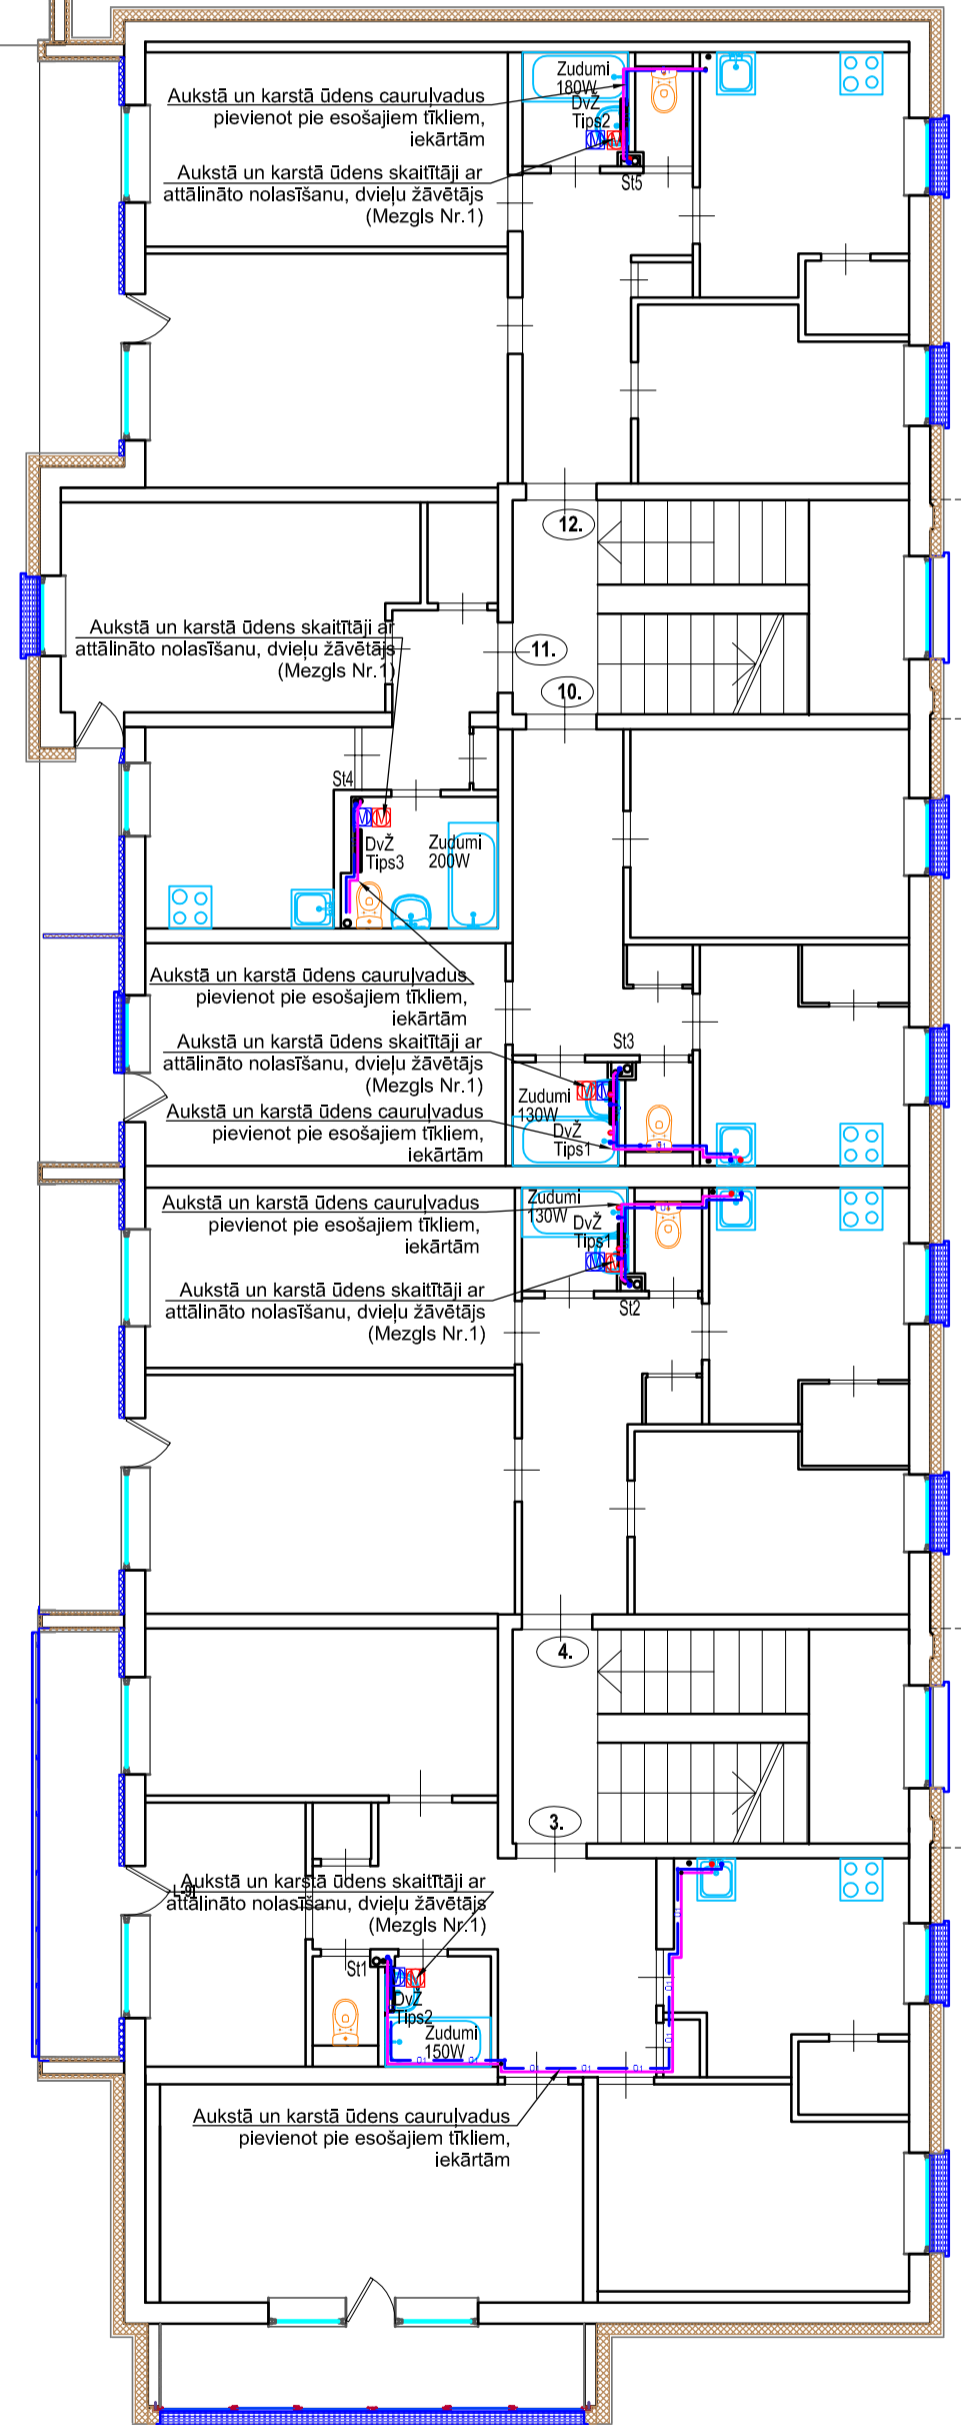 Zudumi
180W
DvŽ
Tips2
Aukstā un karstā ūdens cauruļvadus
pievienot pie esošajiem tīkliem,
iekārtām
Aukstā un karstā ūdens skaitītāji ar
attālināto nolasīšanu, dvieļu žāvētājs
(Mezgls Nr.1)
M M
St5
12.
Aukstā un karstā ūdens skaitītāji ar
attālināto nolasīšanu, dvieļu žāvētājs
(Mezgls Nr.1)
11.
10.
St4
M M
DvŽ
Tips3
Zudumi
200W
Aukstā un karstā ūdens cauruļvadus
pievienot pie esošajiem tīkliem,
iekārtām
Aukstā un karstā ūdens skaitītāji ar
attālināto nolasīšanu, dvieļu žāvētājs
(Mezgls Nr.1)
St3
M M
Zudumi
130W
DvŽ
Tips1
Aukstā un karstā ūdens cauruļvadus
pievienot pie esošajiem tīkliem,
iekārtām
Aukstā un karstā ūdens cauruļvadus
pievienot pie esošajiem tīkliem,
iekārtām
Zudumi
130W
DvŽ
Tips1
M M
Aukstā un karstā ūdens skaitītāji ar
attālināto nolasīšanu, dvieļu žāvētājs
(Mezgls Nr.1)
St2
4.
3.
Aukstā un karstā ūdens skaitītāji ar
attālināto nolasīšanu, dvieļu žāvētājs
(Mezgls Nr.1)
St1
M M
DvŽ
Tips2
Zudumi
150W
Aukstā un karstā ūdens cauruļvadus
pievienot pie esošajiem tīkliem,
iekārtām